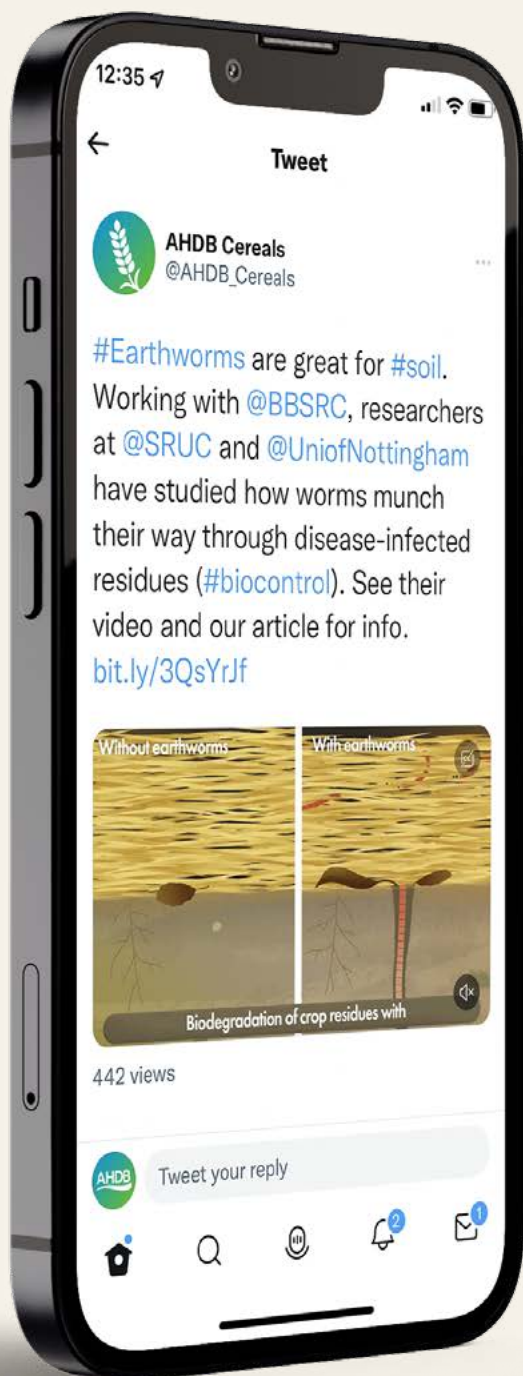 12:35
Tweet
AHDB Cereals
@AHDB_Cereals
#Earthworms are great for #soil.
Working with @BBSRC, researchers
at @SRUC and @UniofNottingham
have studied how worms munch
their way through disease-infected
residues (#biocontrol). See their
video and our article for info.
bit.ly/3QsYrJf
Without earthworms
With earthworms
Biodegradation of crop residues with
442 views
AHDB
Tweet your reply
2
1